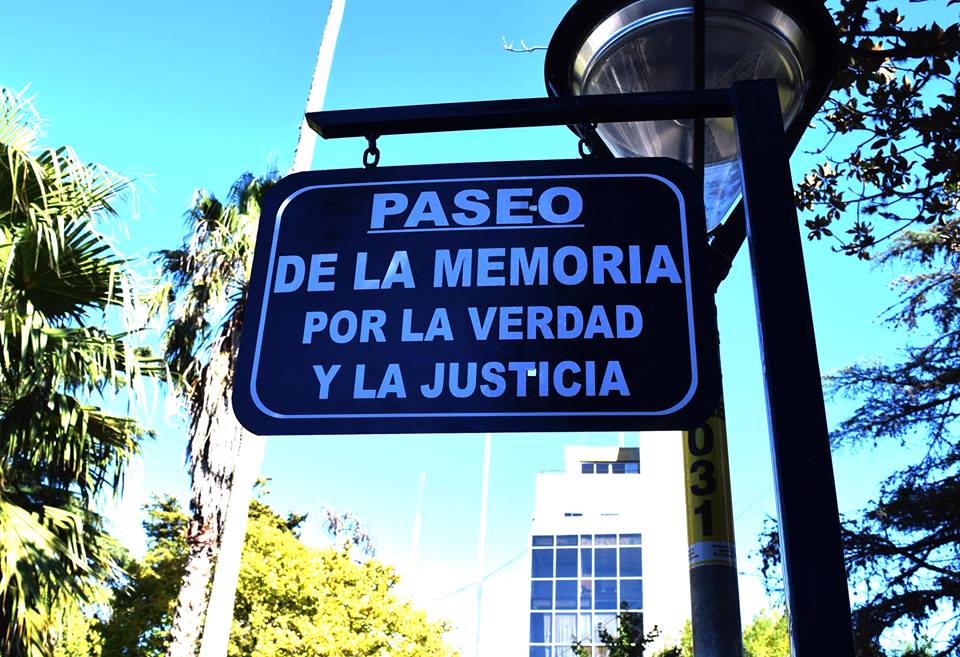 PASEO
DE LA MEMORIA
POR LA VERDAD
Y LA JUSTICIA
031